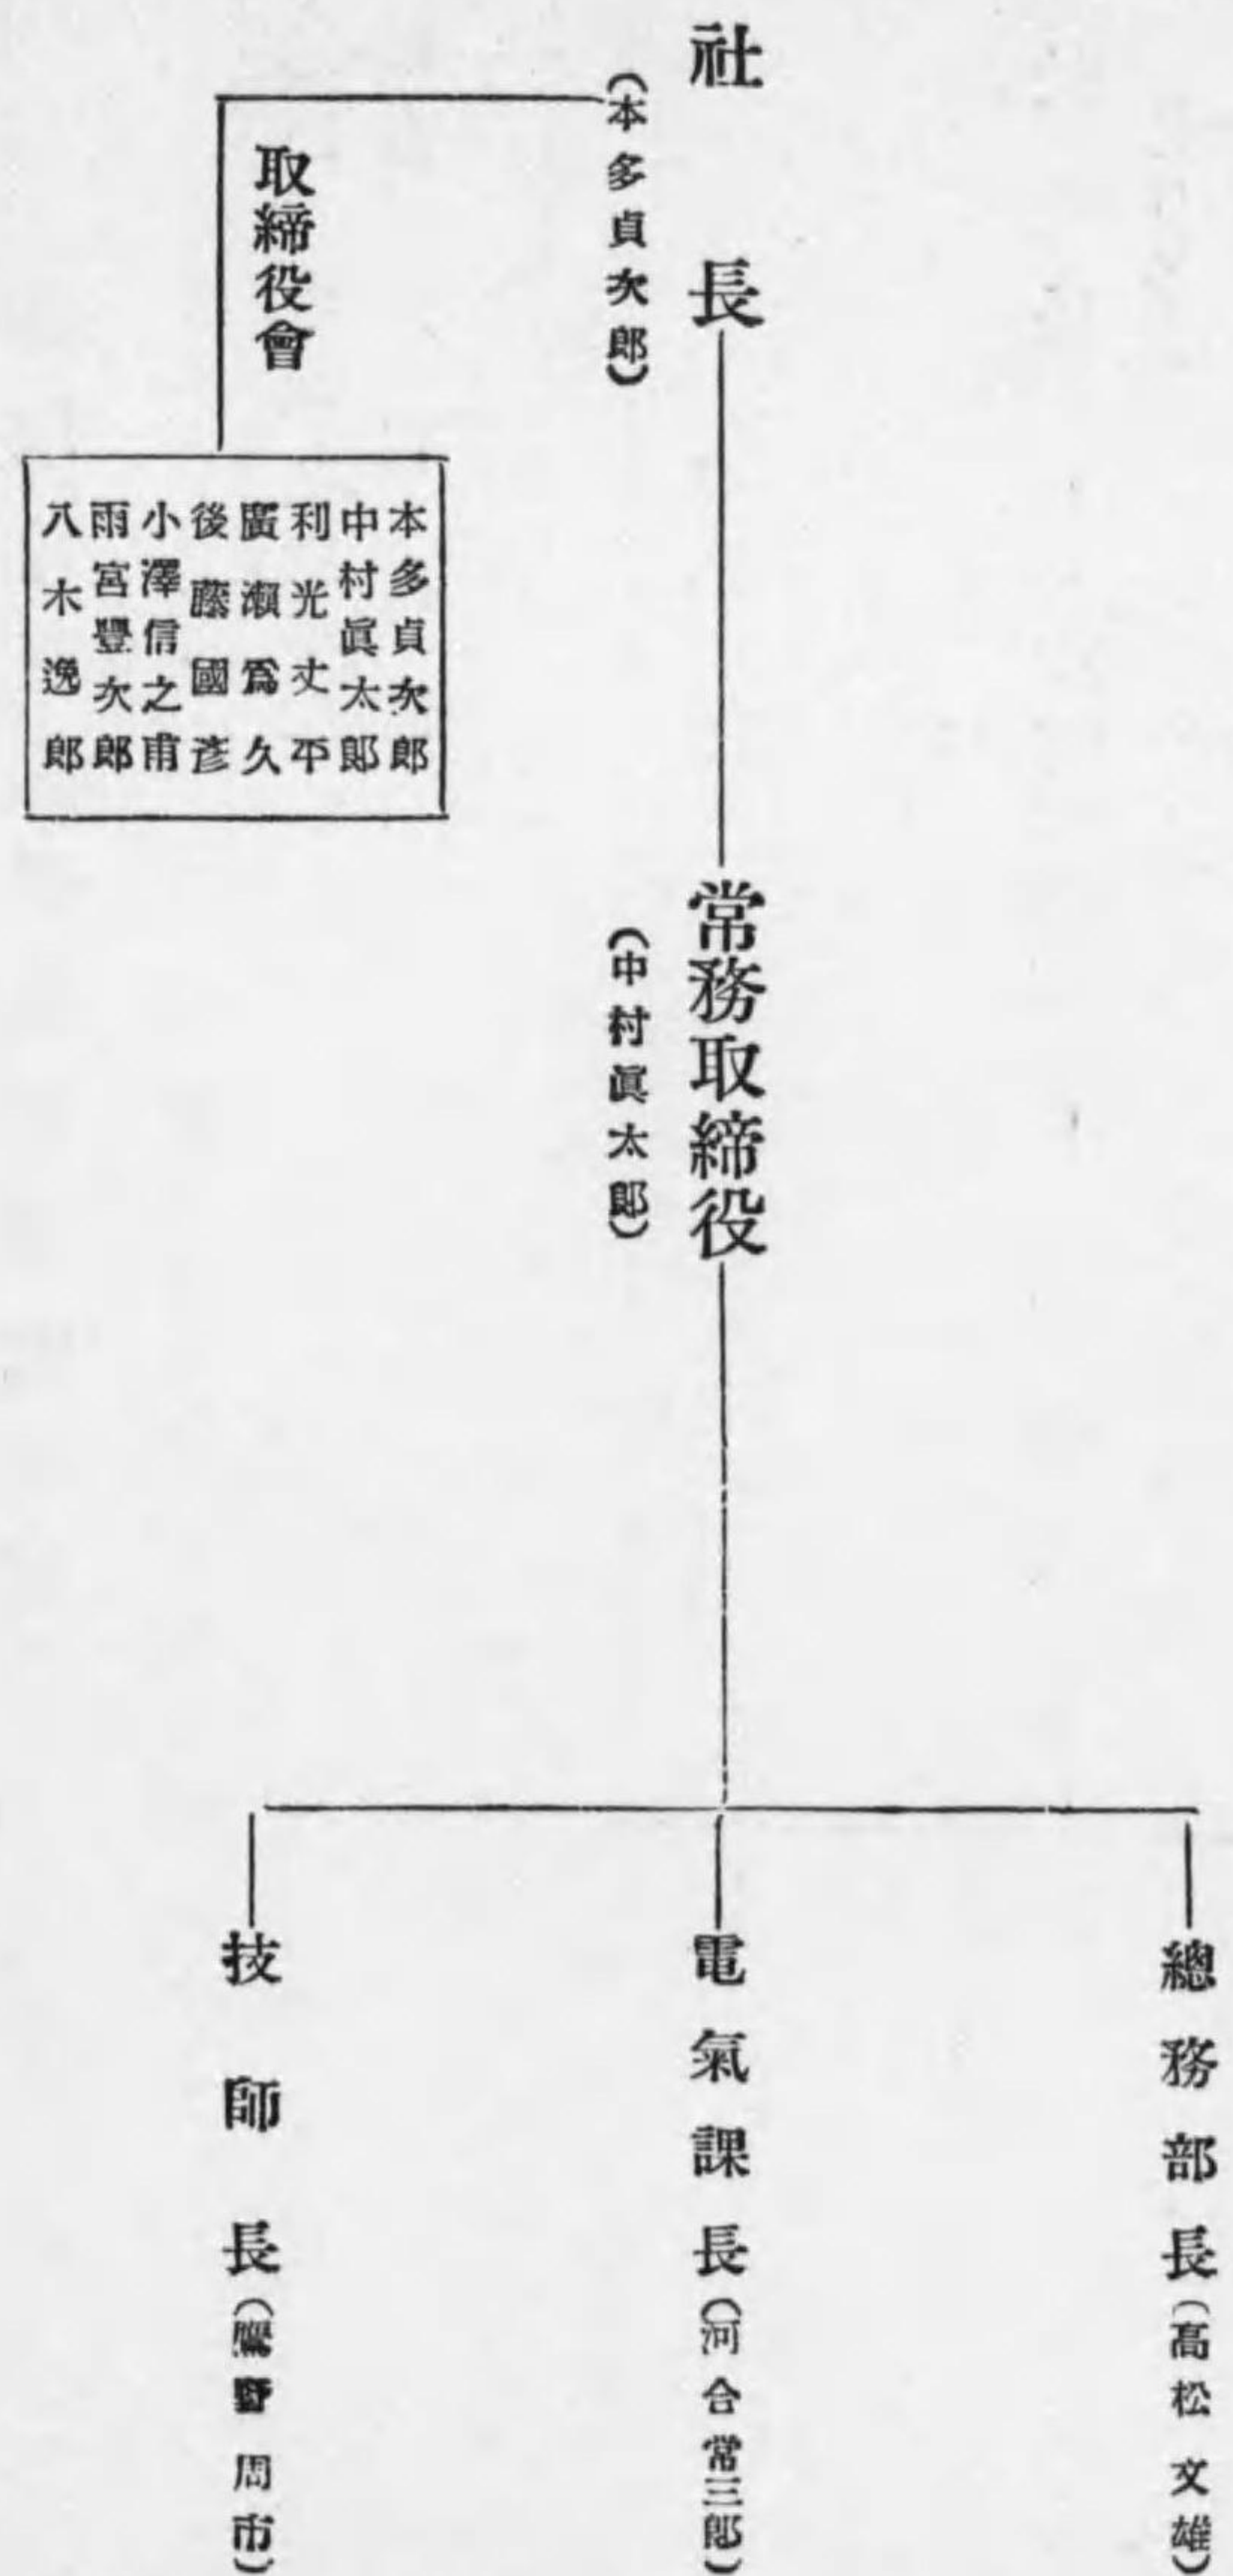 社長
（本多貞次郎）
取締役會
本多貞次郎
中村眞太郎
利光丈平
廣瀨爲久
後藤國彥
小澤信之甫
雨宮豐次郎
八木逸郎
常務取締役
（中村眞太郎）
總務部長（高松文雄）
電氣課長（河合常三郎）
技師長（鷹野周市）